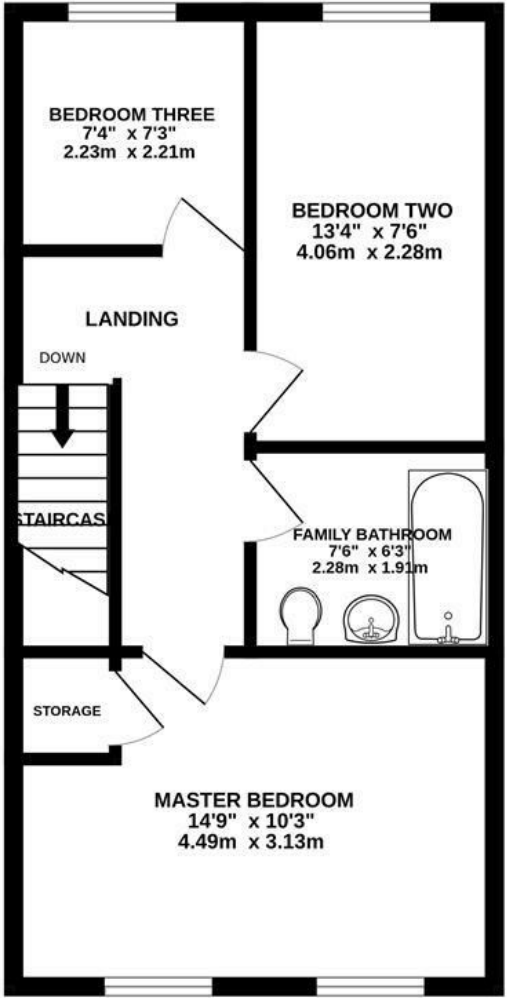 BEDROOM THREE
7'4" x 7'3"
2.23m x 2.21m
BEDROOM TWO
13'4" x 7'6"
4.06m x 2.28m
LANDING
DOWN
STAIRCAS
FAMILY BATHROOM
7'6" x 6'3"
2.28m x 1.91m
STORAGE
MASTER BEDROOM
14'9" x 10'3"
4.49m x 3.13m